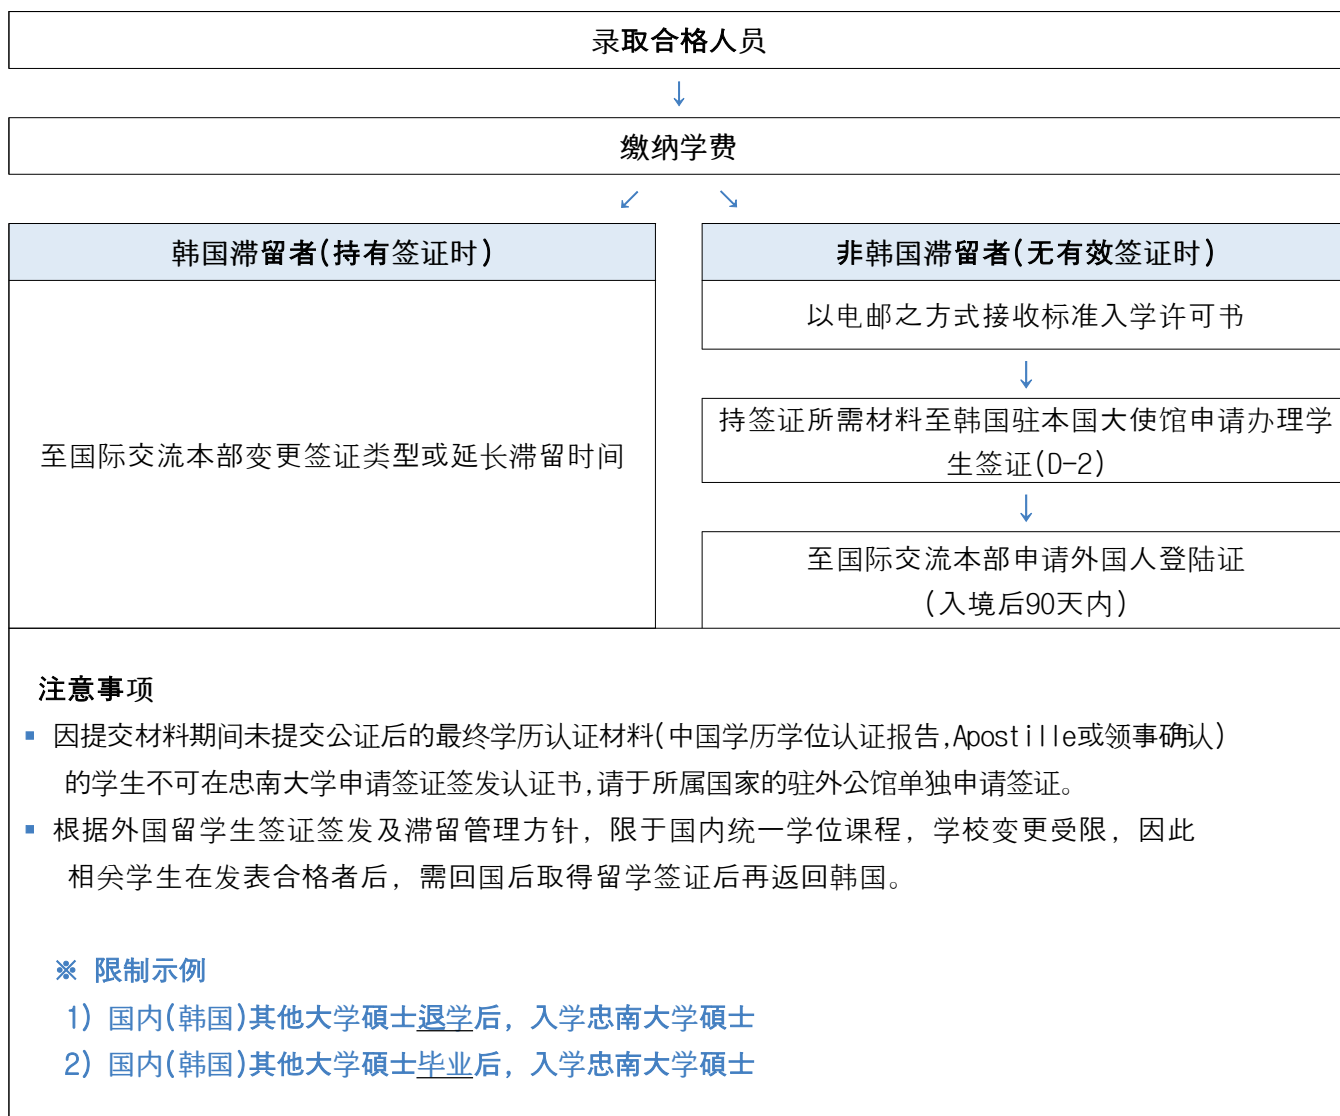 录取合格人员
↓
缴纳学费
↙ ↘
韩国滞留者(持有签证时)
至国际交流本部变更签证类型或延长滞留时间
非韩国滞留者(无有效签证时)
以电邮之方式接收标准入学许可书
↓
持签证所需材料至韩国驻本国大使馆申请办理学
生签证(D-2)
↓
至国际交流本部申请外国人登陆证
(入境后90天内)
注意事项
▪ 因提交材料期间未提交公证后的最终学历认证材料(中国学历学位认证报告,Apostille或领事确认)
的学生不可在忠南大学申请签证签发认证书,请于所属国家的驻外公馆单独申请签证。
▪ 根据外国留学生签证签发及滞留管理方针, 限于国内统一学位课程, 学校变更受限, 因此
相关学生在发表合格者后, 需回国后取得留学签证后再返回韩国。
※ 限制示例
1) 国内(韩国)其他大学碩士退学后, 入学忠南大学碩士
2) 国内(韩国)其他大学碩士毕业后, 入学忠南大学碩士